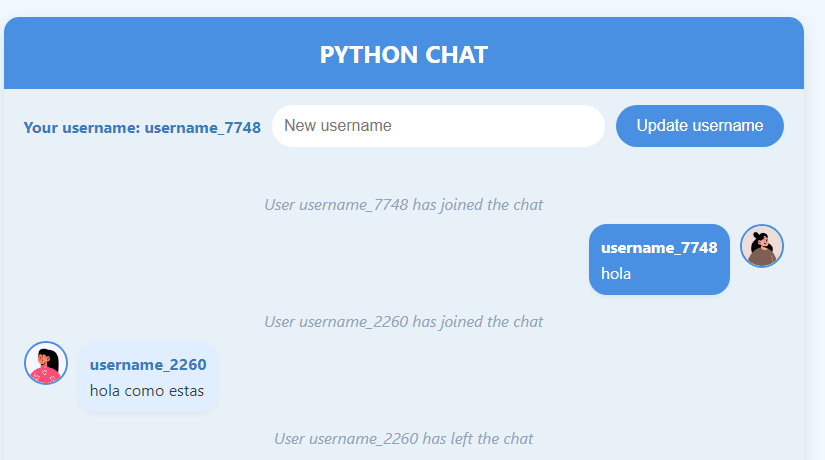 PYTHON CHAT
Your username: username_7748 New username Update username
User username_7748 has joined the chat
username_7748
hola
User username_2260 has joined the chat
username_2260
hola como estas
User username_2260 has left the chat